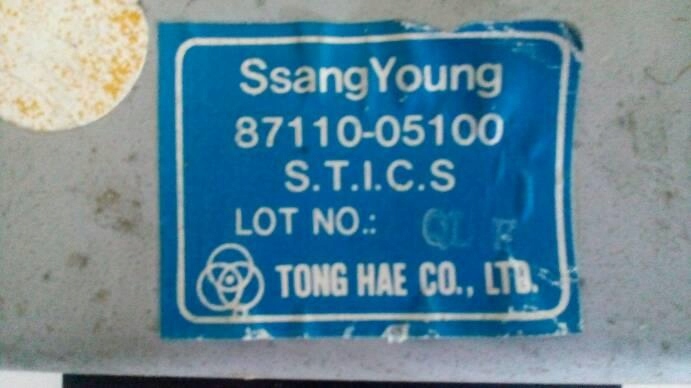 SsangYoung
87110-05100
S.T.I.C.S
LOT NO.:
TONG HAE CO., LTD.